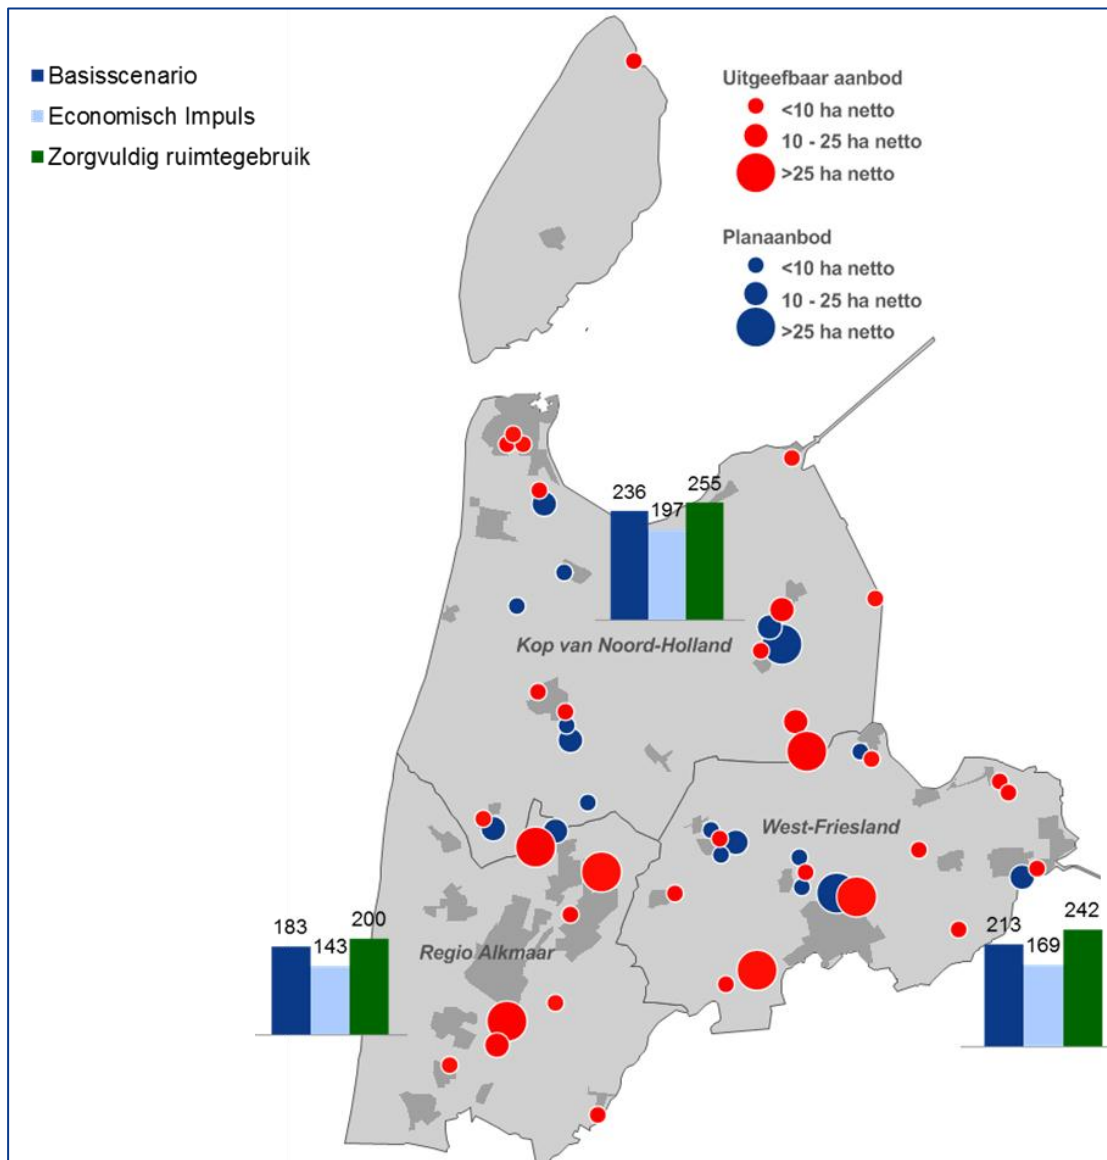 Basisscenario
Economisch Impuls
Zorgvuldig ruimtegebruik
Uitgeefbaar aanbod
<10 ha netto
10 - 25 ha netto
>25 ha netto
Planaanbod
<10 ha netto
10 - 25 ha netto
>25 ha netto
236
197
255
Kop van Noord-Holland
West-Friesland
183
143
200
Regio Alkmaar
213
169
242